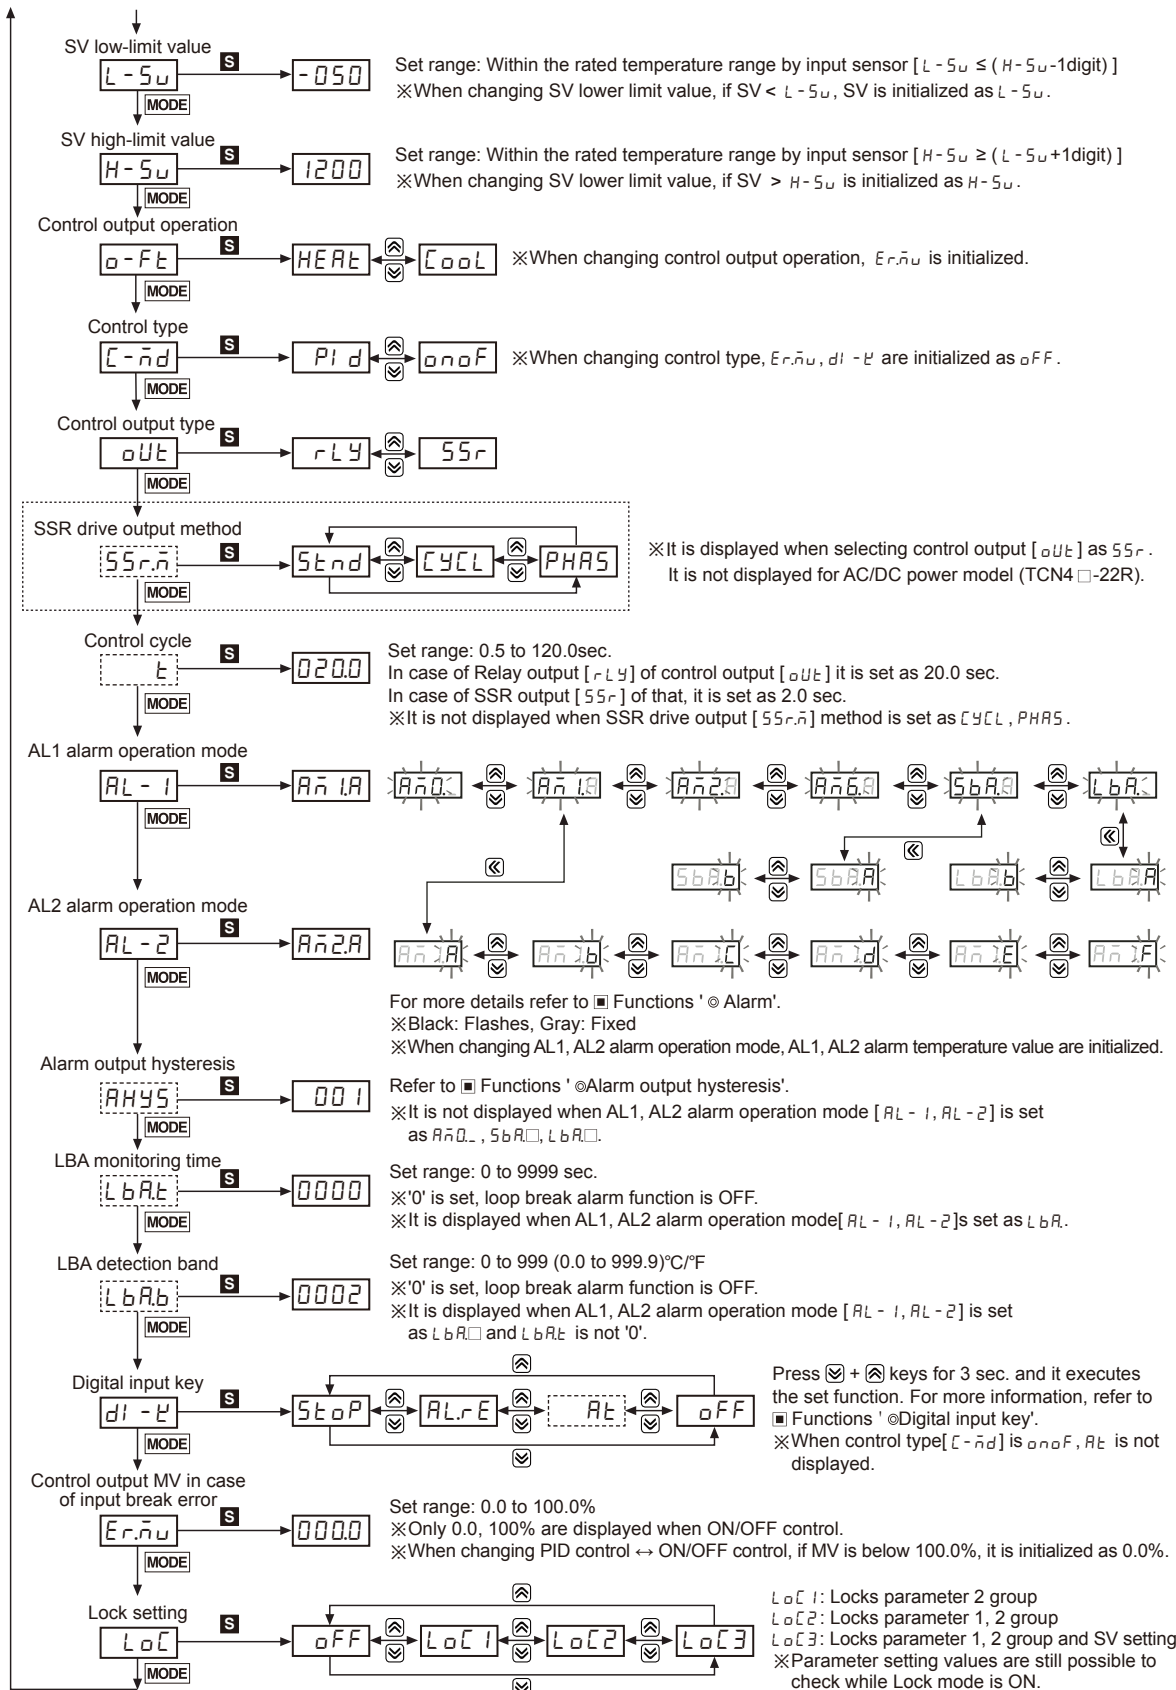 SV low-limit value
L-Sv S -050
MODE
Set range: Within the rated temperature range by input sensor [ L-Sv ≤ ( H-Sv-1digit) ]
※When changing SV lower limit value, if SV < L-Sv, SV is initialized as L-Sv.
SV high-limit value
H-Sv S 1200
MODE
Set range: Within the rated temperature range by input sensor [ H-Sv ≥ ( L-Sv+1digit) ]
※When changing SV lower limit value, if SV > H-Sv is initialized as H-Sv.
Control output operation
o-Ft S HEAt CooL
MODE
※When changing control output operation, Er.mv is initialized.
Control type
C-md S PId onoF
MODE
※When changing control type, Er.mv, dI-k are initialized as oFF.
Control output type
oUt S rLY SSr
MODE
SSR drive output method
SSr.m S Stnd CYCL PHAS
MODE
※It is displayed when selecting control output [ oUt ] as SSr.
It is not displayed for AC/DC power model (TCN4 □-22R).
Control cycle
t S 020.0
MODE
Set range: 0.5 to 120.0sec.
In case of Relay output [ rLY] of control output [ oUt] it is set as 20.0 sec.
In case of SSR output [ SSr ] of that, it is set as 2.0 sec.
※It is not displayed when SSR drive output [ SSr.m] method is set as CYCL, PHAS.
AL1 alarm operation mode
AL-1 S Am1.A Am0._ Am1.A Am2.A Am6.A SbA.A LbA._
MODE
SbA.b SbA.A LbA.b LbA.A
AL2 alarm operation mode
AL-2 S Am2.A Am1.A Am1.b Am1.C Am1.d Am1.E Am1.F
MODE
For more details refer to ▣ Functions ' ◎ Alarm'.
※Black: Flashes, Gray: Fixed
※When changing AL1, AL2 alarm operation mode, AL1, AL2 alarm temperature value are initialized.
Alarm output hysteresis
AHYS S 001
MODE
Refer to ▣ Functions ' ◎Alarm output hysteresis'.
※It is not displayed when AL1, AL2 alarm operation mode [ AL-1, AL-2] is set
as Am0._, SbA.□, LbA.□.
LBA monitoring time
LbA.t S 0000
MODE
Set range: 0 to 9999 sec.
※'0' is set, loop break alarm function is OFF.
※It is displayed when AL1, AL2 alarm operation mode[ AL-1, AL-2]s set as LbA.
LBA detection band
LbA.b S 0002
MODE
Set range: 0 to 999 (0.0 to 999.9)°C/°F
※'0' is set, loop break alarm function is OFF.
※It is displayed when AL1, AL2 alarm operation mode [ AL-1, AL-2] is set
as LbA.□ and LbA.t is not '0'.
Digital input key
dI-k S StoP AL.rE At oFF
MODE
Press + keys for 3 sec. and it executes
the set function. For more information, refer to
▣ Functions ' ◎Digital input key'.
※When control type[ C-md] is onoF, At is not
displayed.
Control output MV in case
of input break error
Er.mv S 000.0
MODE
Set range: 0.0 to 100.0%
※Only 0.0, 100% are displayed when ON/OFF control.
※When changing PID control ↔ ON/OFF control, if MV is below 100.0%, it is initialized as 0.0%.
Lock setting
LoC S oFF LoC1 LoC2 LoC3
MODE
LoC1: Locks parameter 2 group
LoC2: Locks parameter 1, 2 group
LoC3: Locks parameter 1, 2 group and SV setting
※Parameter setting values are still possible to
check while Lock mode is ON.